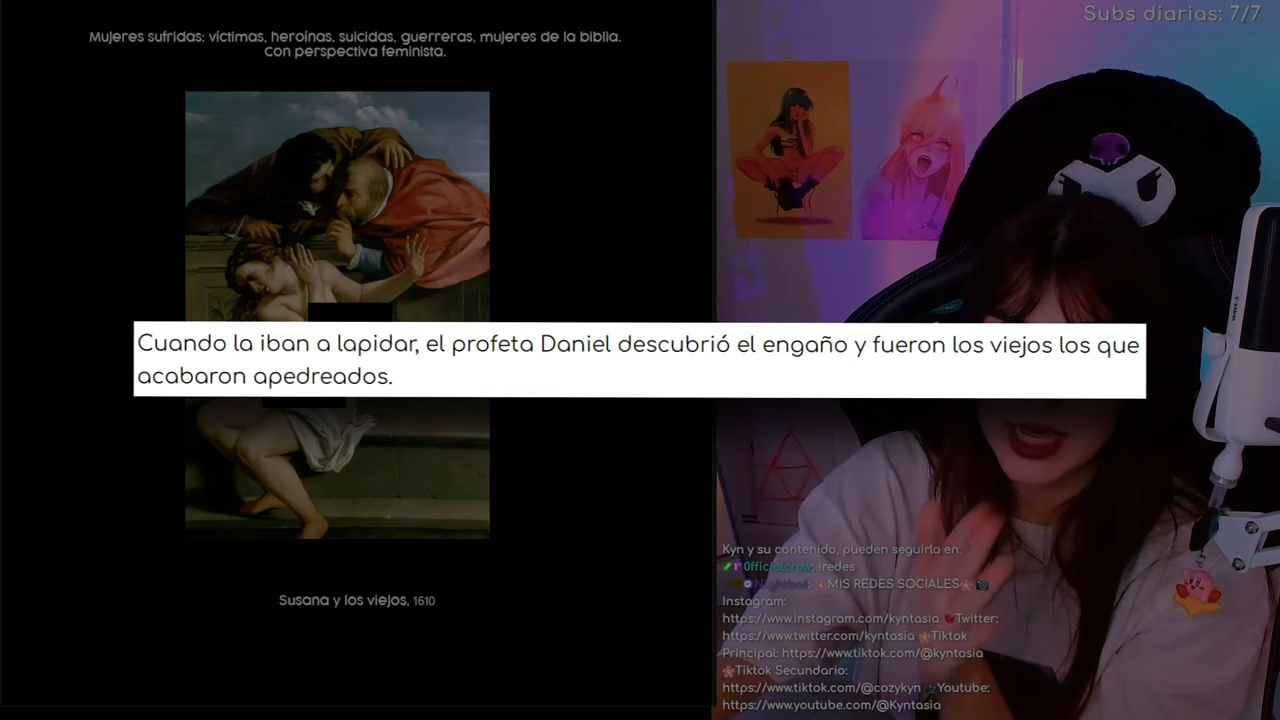 Subs diarias: 7/7
Mujeres sufridas: víctimas, heroínas, suicidas, guerreras, mujeres de la biblia.
Con perspectiva feminista.
Cuando la iban a lapidar, el profeta Daniel descubrió el engaño y fueron los viejos los que
acabaron apedreados.
Susana y los viejos, 1610
Kyn y su contenido, pueden seguirla en:
0fficialcrow: !redes
Nightbot: MIS REDES SOCIALES
Instagram:
https://www.instagram.com/kyntasia Twitter:
https://www.twitter.com/kyntasia Tiktok
Principal: https://www.tiktok.com/@kyntasia
Tiktok Secundario:
https://www.tiktok.com/@cozykyn Youtube:
https://www.youtube.com/@Kyntasia